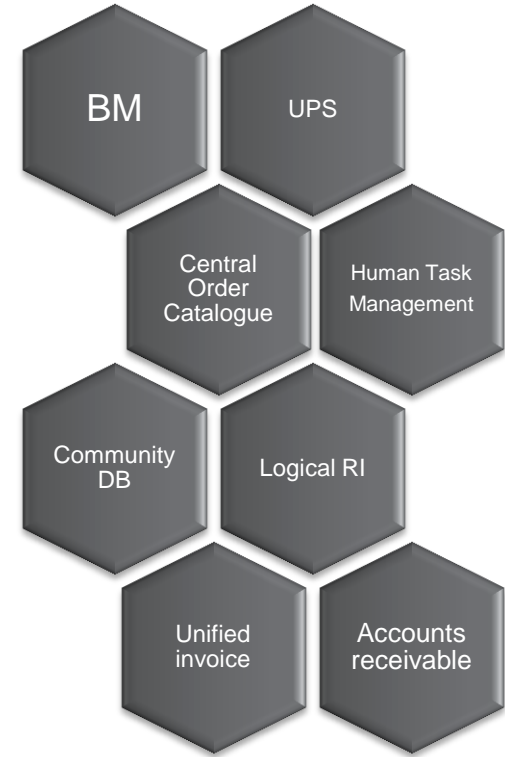 BM
UPS
Central
Order
Catalogue
Human Task
Management
Community
DB
Logical RI
Unified
invoice
Accounts
receivable